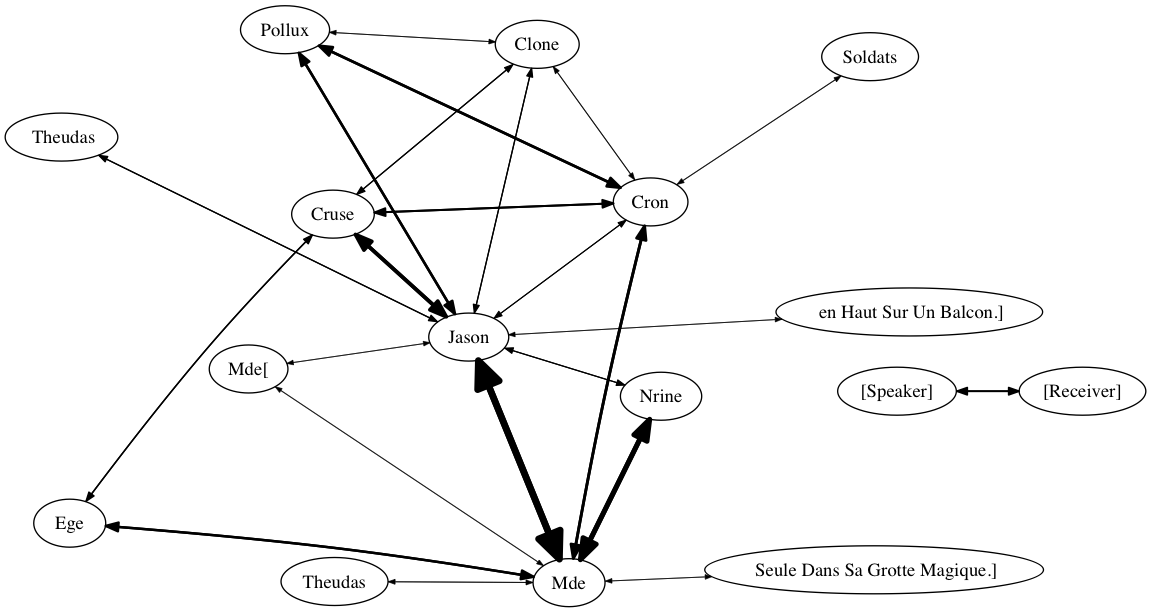 Pollux
Clone
Soldats
Theudas
Cruse
Cron
en Haut Sur Un Balcon.]
Jason
Mde[
Nrine
[Speaker]
[Receiver]
Ege
Theudas
Mde
Seule Dans Sa Grotte Magique.]